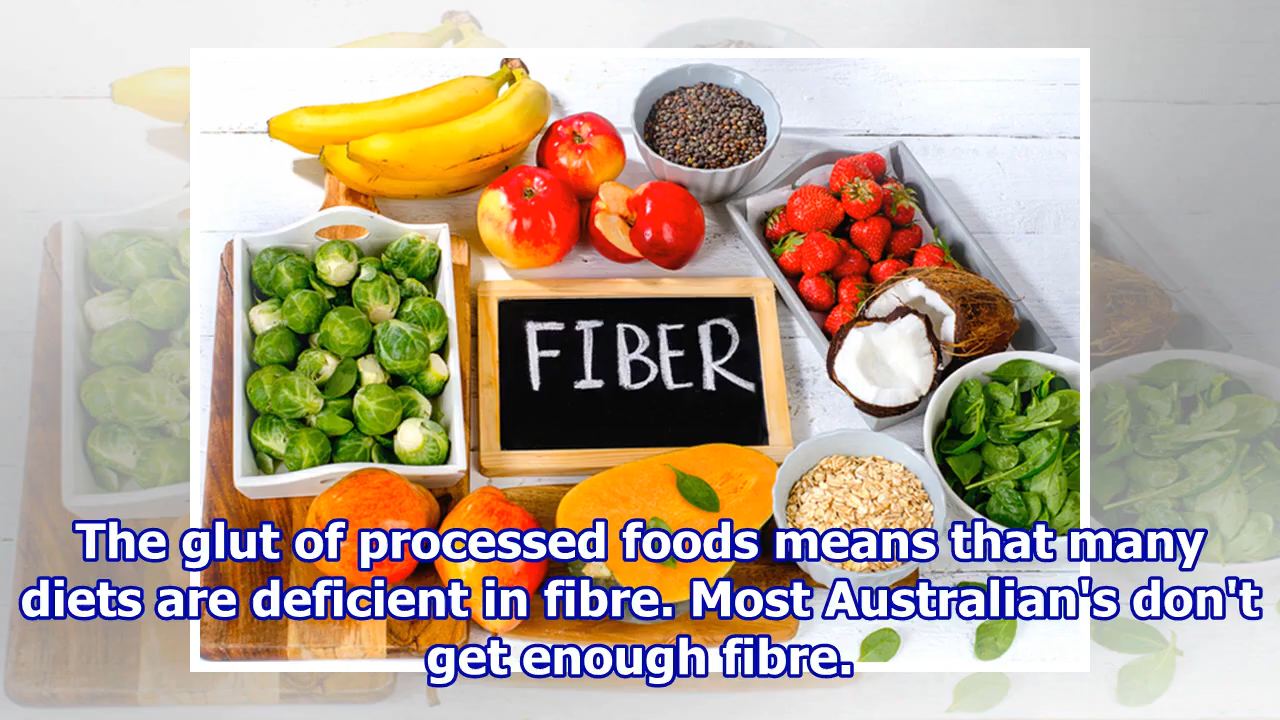 FIBER
The glut of processed foods means that many
diets are deficient in fibre. Most Australian's don't
get enough fibre.